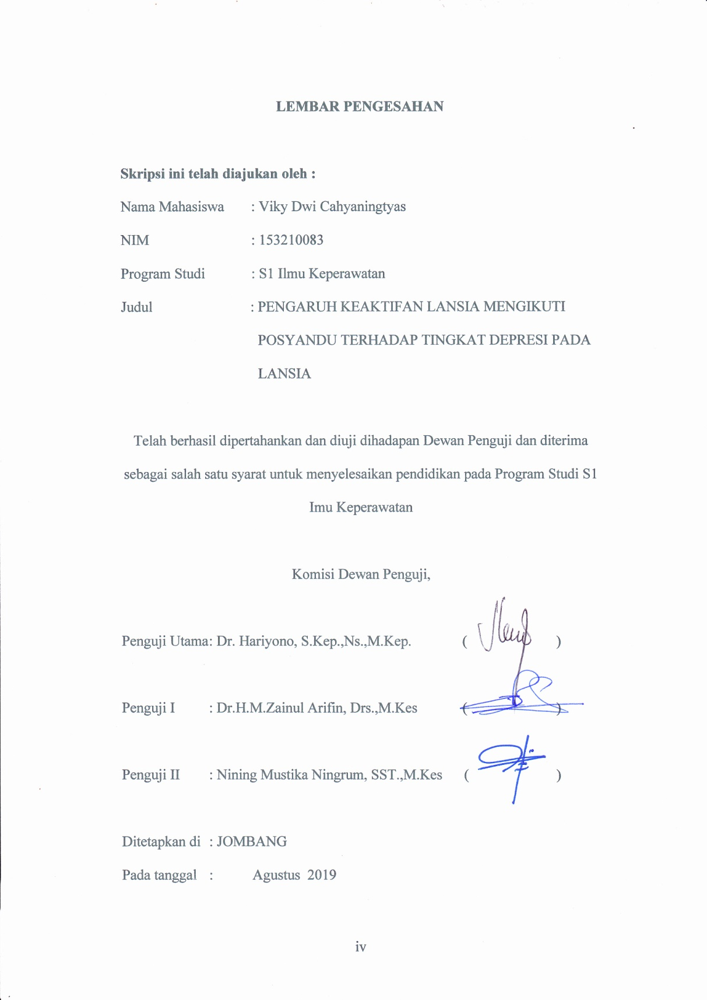 LEMBAR PENGESAHAN
Skripsi ini telah diajukan oleh :
Nama Mahasiswa : Viky Dwi Cahyaningtyas
NIM : 153210083
Program Studi : S1 Ilmu Keperawatan
Judul : PENGARUH KEAKTIFAN LANSIA MENGIKUTI
POSYANDU TERHADAP TINGKAT DEPRESI PADA
LANSIA
Telah berhasil dipertahankan dan diuji dihadapan Dewan Penguji dan diterima
sebagai salah satu syarat untuk menyelesaikan pendidikan pada Program Studi S1
Imu Keperawatan
Komisi Dewan Penguji,
Penguji Utama: Dr. Hariyono, S.Kep.,Ns.,M.Kep. ( )
Penguji I : Dr.H.M.Zainul Arifin, Drs.,M.Kes ( )
Penguji II : Nining Mustika Ningrum, SST.,M.Kes ( )
Ditetapkan di : JOMBANG
Pada tanggal : Agustus 2019
iv